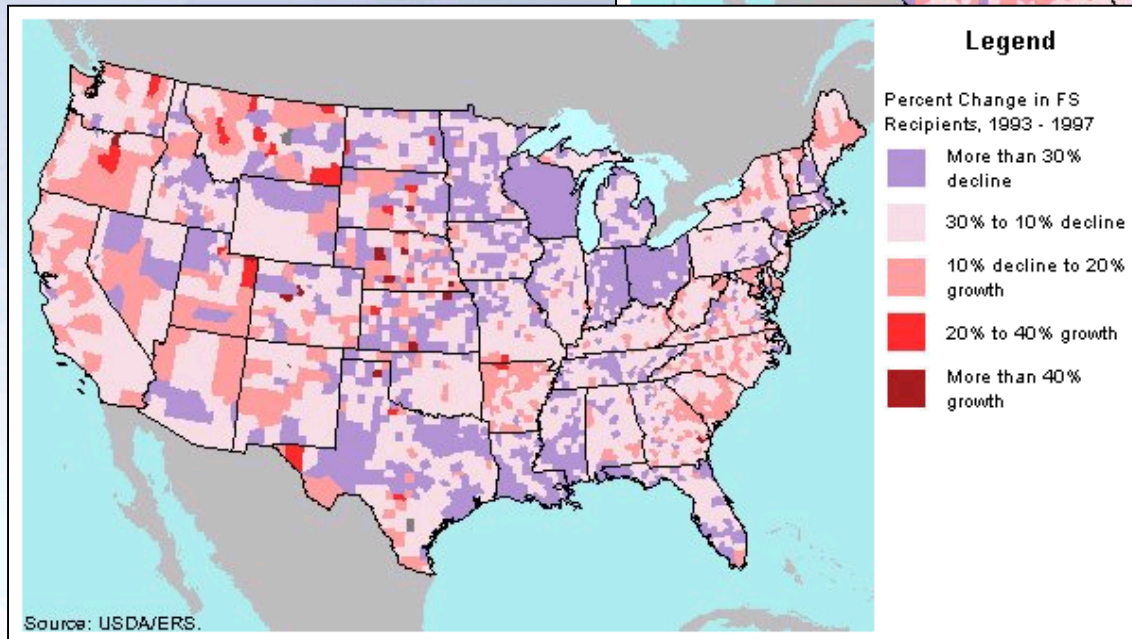 Legend
Percent Change in FS
Recipients, 1993 - 1997
More than 30%
decline
30% to 10% decline
10% decline to 20%
growth
20% to 40% growth
More than 40%
growth
Source: USDA/ERS.